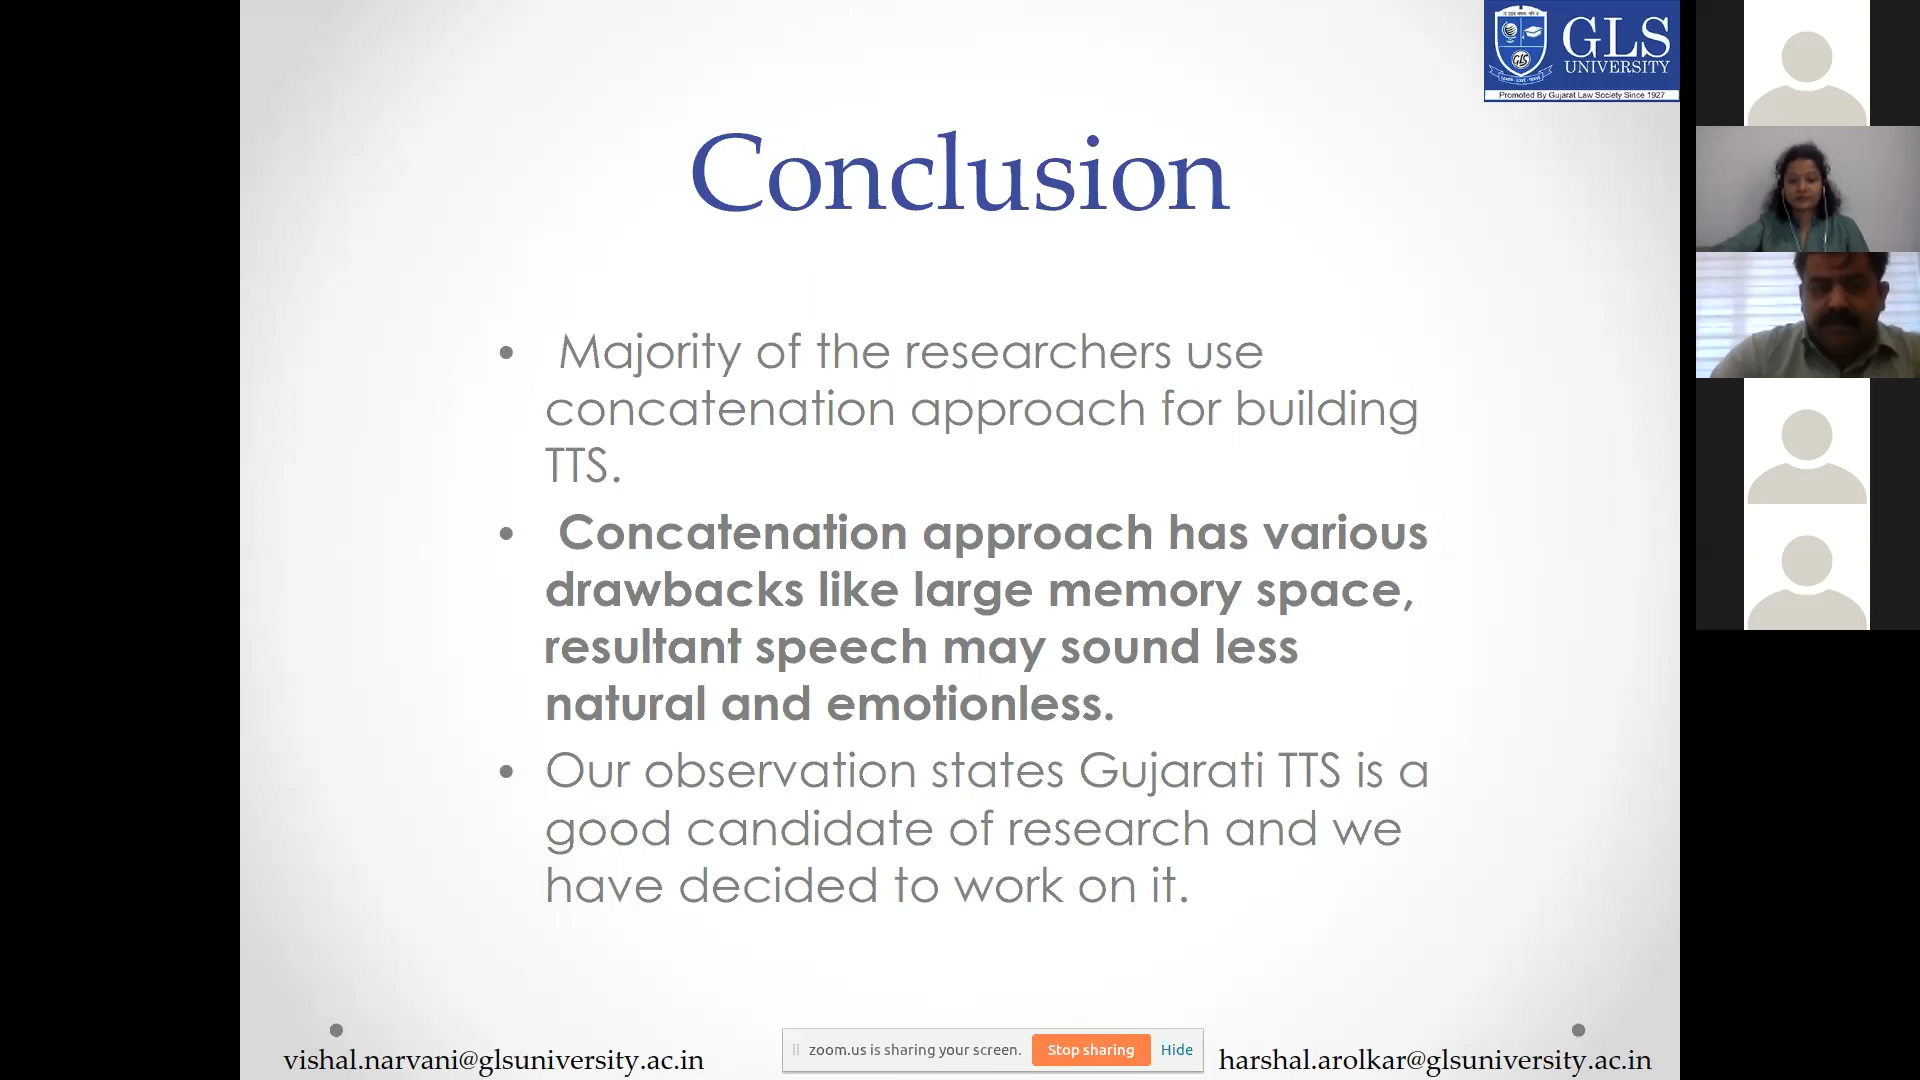 GLS
UNIVERSITY
Promoted By Gujarat Law Society Since 1927
Conclusion
• Majority of the researchers use
concatenation approach for building
TTS.
• Concatenation approach has various
drawbacks like large memory space,
resultant speech may sound less
natural and emotionless.
• Our observation states Gujarati TTS is a
good candidate of research and we
have decided to work on it.
vishal.narvani@glsuniversity.ac.in
zoom.us is sharing your screen. Stop sharing Hide
harshal.arolkar@glsuniversity.ac.in